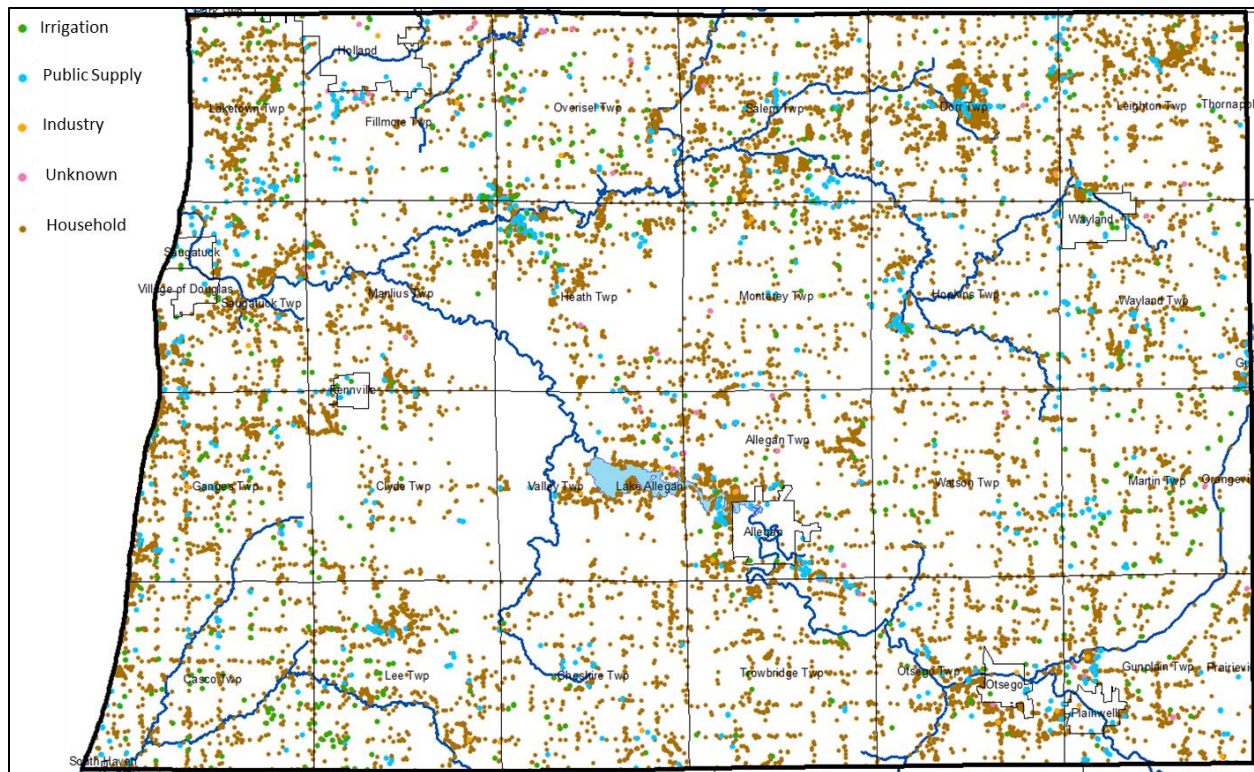 Irrigation
Public Supply
Industry
Unknown
Household
Holland
Laketown Twp
Fillmore Twp
Overisel Twp
Salem Twp
Dorr Twp
Leighton Twp
Saugatuck
Village of Douglas
Saugatuck Twp
Manlius Twp
Heath Twp
Monterey Twp
Hopkins Twp
Wayland
Wayland Twp
Fennville
Ganges Twp
Clyde Twp
Valley Twp
Lake Allegan
Allegan Twp
Allegan
Watson Twp
Martin Twp
Casco Twp
Lee Twp
Cheshire Twp
Trowbridge Twp
Otsego Twp
Otsego
Gunplain Twp
Plainwell
South Haven